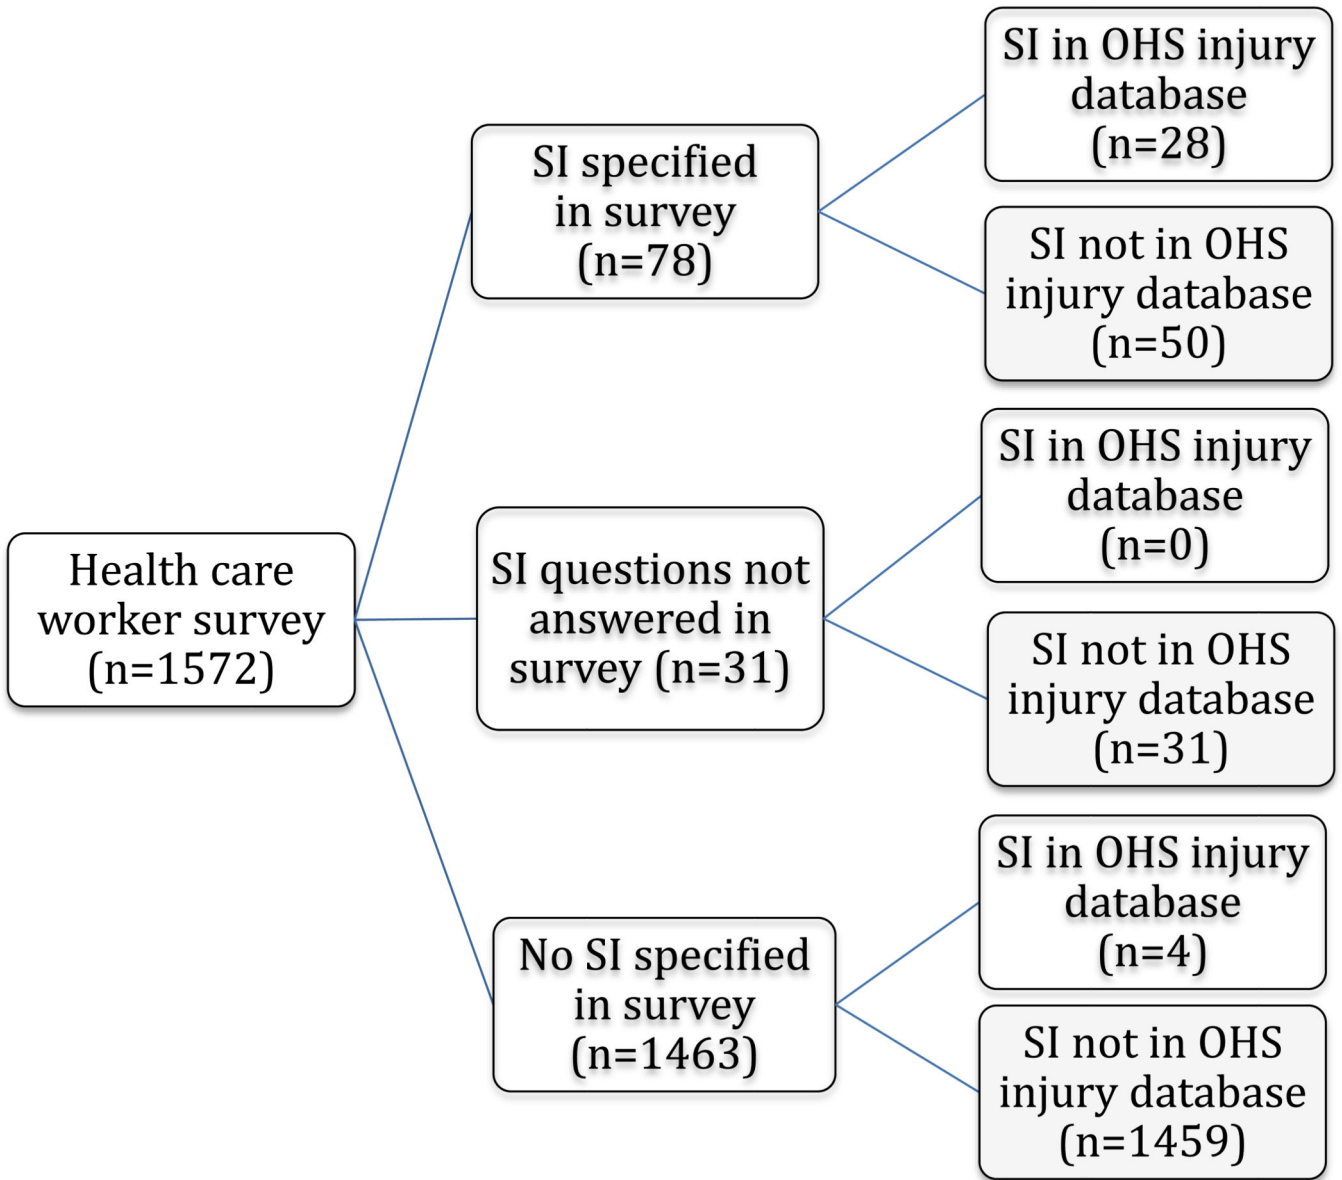 Health care
worker survey
(n=1572)
SI specified
in survey
(n=78)
SI in OHS injury
database
(n=28)
SI not in OHS
injury database
(n=50)
SI questions not
answered in
survey (n=31)
SI in OHS injury
database
(n=0)
SI not in OHS
injury database
(n=31)
No SI specified
in survey
(n=1463)
SI in OHS injury
database
(n=4)
SI not in OHS
injury database
(n=1459)